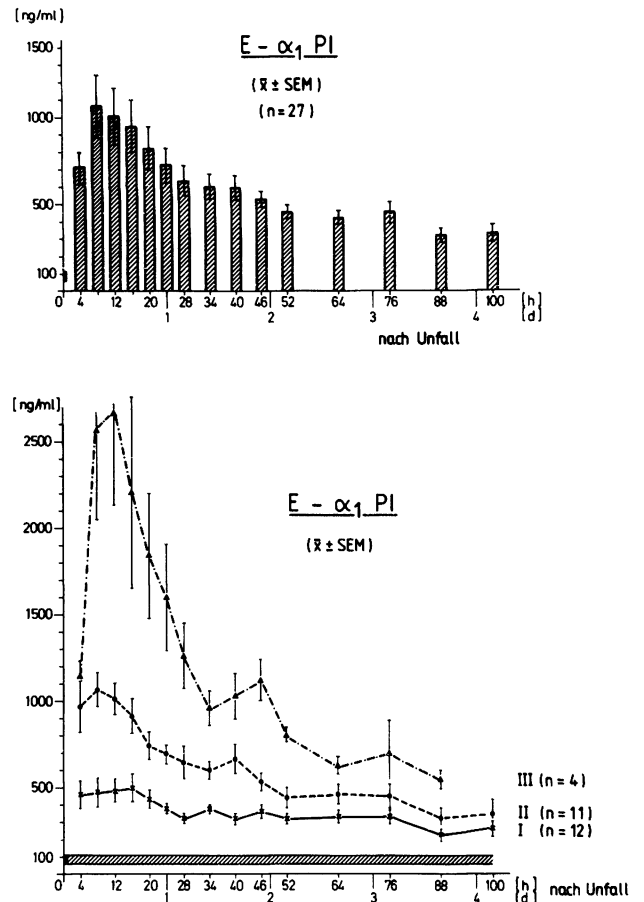 [ng/ml]
E - α₁ PI
(x̄ ± SEM)
(n = 27)
1500
1000
500
100
0 4 12 20 28 34 40 46 52 64 76 88 100 [h]
1 2 3 4 [d]
nach Unfall
[ng/ml]
E - α₁ PI
(x̄ ± SEM)
2500
2000
1500
1000
500
100
III (n = 4)
II (n = 11)
I (n = 12)
0 4 12 20 28 34 40 46 52 64 76 88 100 [h] nach Unfall
1 2 3 4 [d]